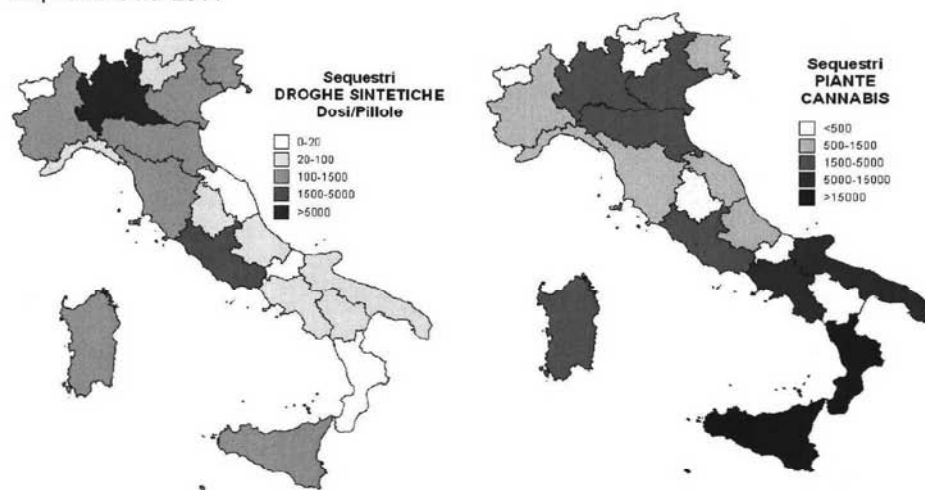 Sequestri
DROGHE SINTETICHE
Dosi/Pillole
0-20
20-100
100-1500
1500-5000
>5000
Sequestri
PIANTE
CANNABIS
<500
500-1500
1500-5000
5000-15000
>15000